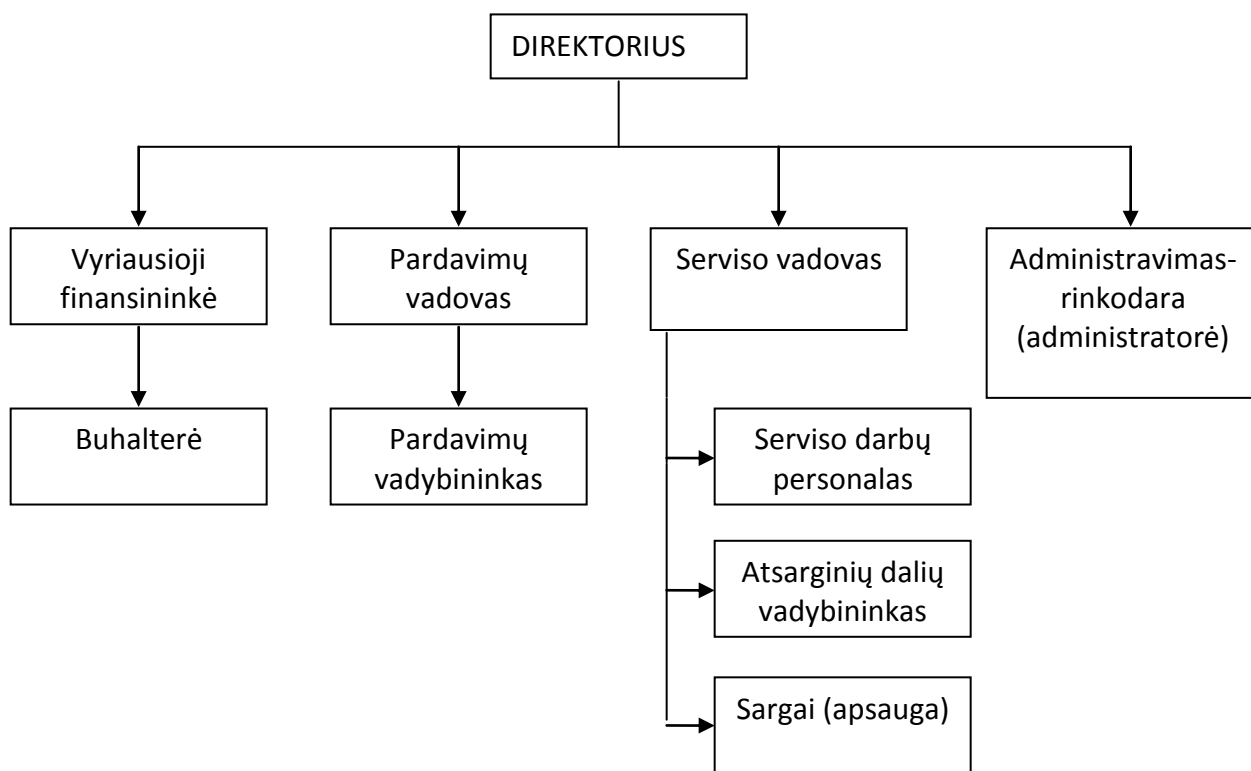 DIREKTORIUS
Vyriausioji
finansininkė
Pardavimų
vadovas
Serviso vadovas
Administravimas-
rinkodara
(administratorė)
Buhalterė
Pardavimų
vadybininkas
Serviso darbų
personalas
Atsarginių dalių
vadybininkas
Sargai (apsauga)